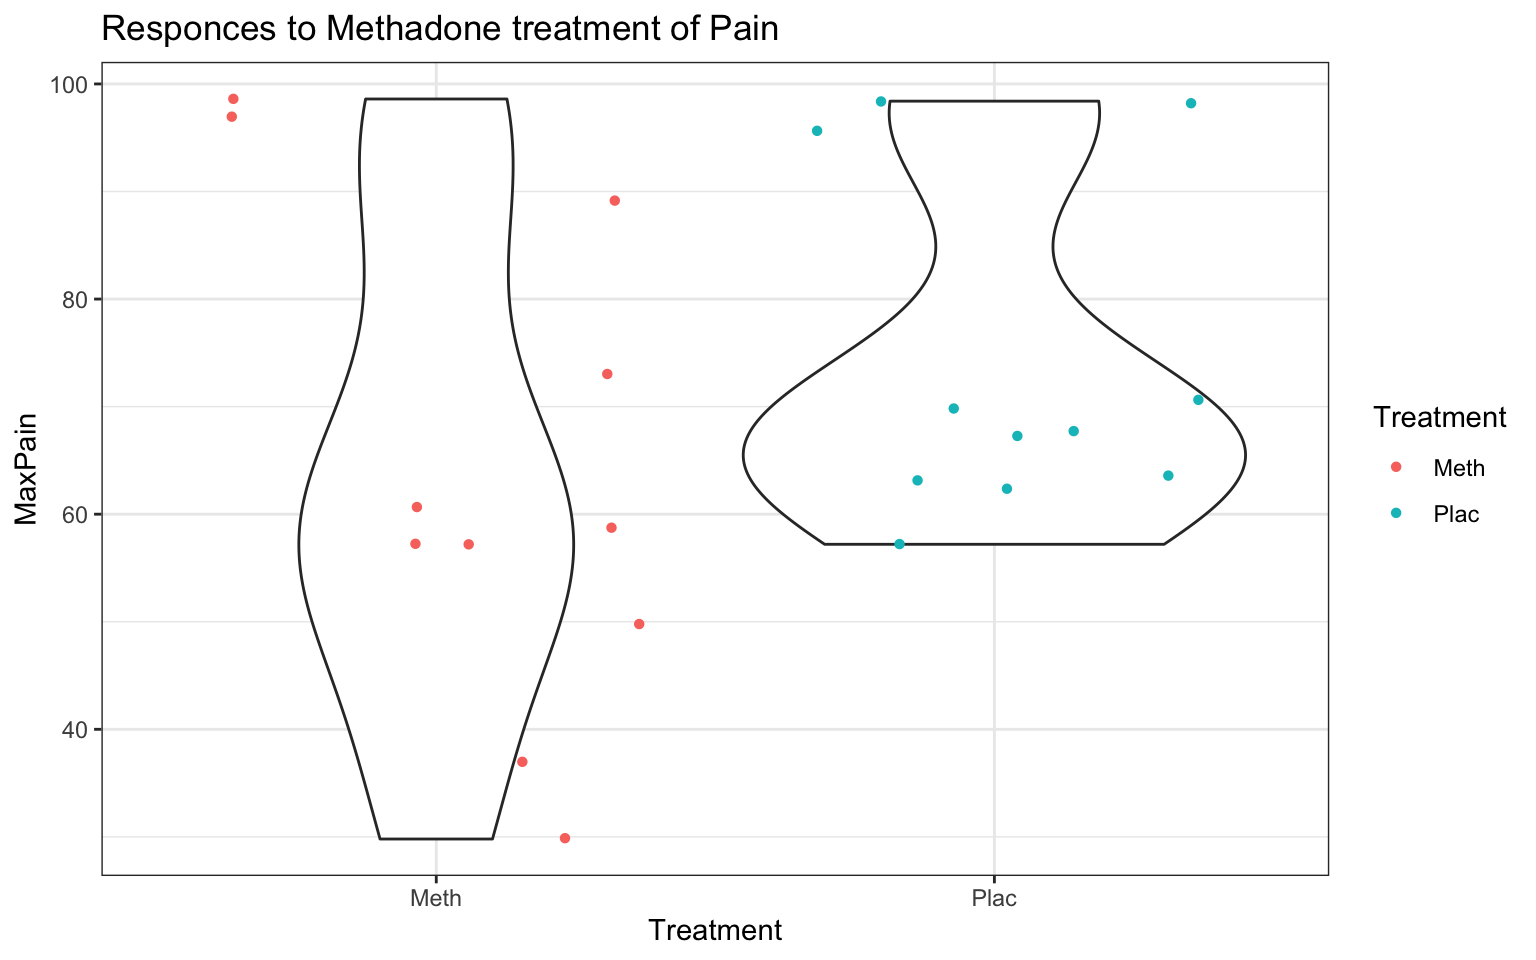 Responces to Methadone treatment of Pain
100
80
60
40
MaxPain
Meth
Plac
Treatment
Treatment
Meth
Plac